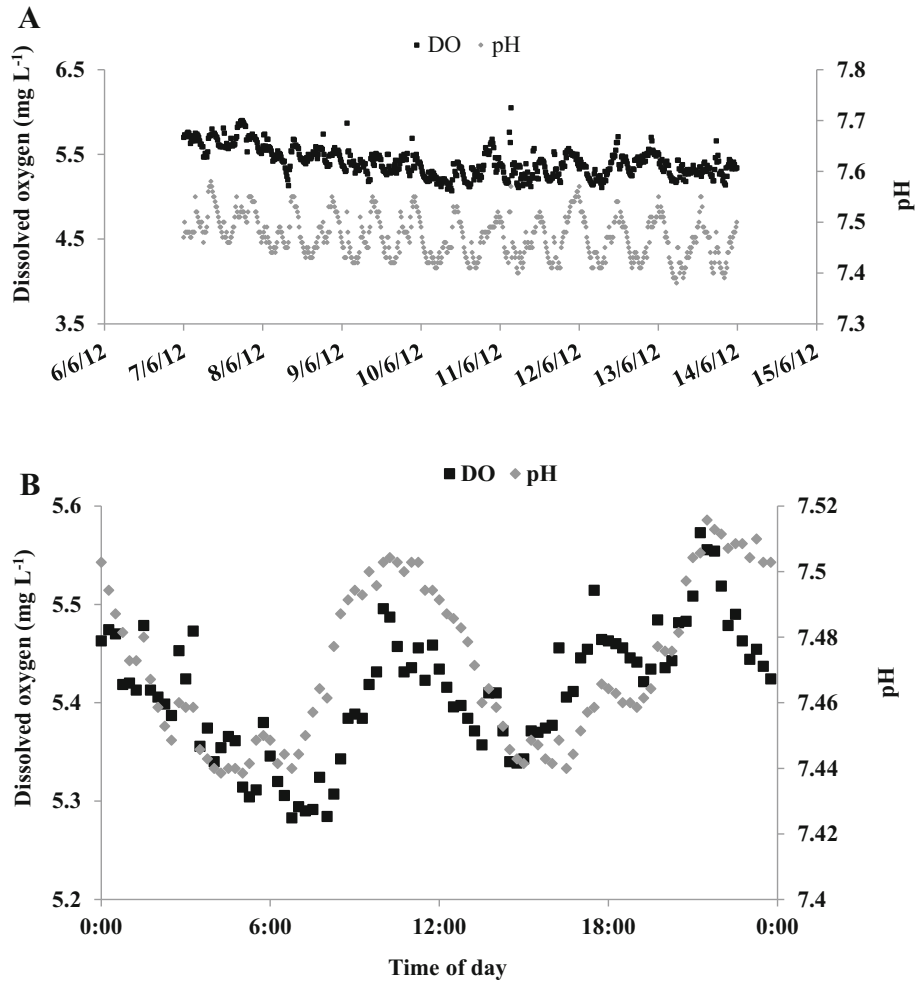 A
DO pH
Dissolved oxygen (mg L⁻¹)
6.5
5.5
4.5
3.5
7.8
7.7
7.6
7.5
7.4
7.3
pH
6/6/12 7/6/12 8/6/12 9/6/12 10/6/12 11/6/12 12/6/12 13/6/12 14/6/12 15/6/12
B
DO pH
Dissolved oxygen (mg L⁻¹)
5.6
5.5
5.4
5.3
5.2
7.52
7.5
7.48
7.46
7.44
7.42
7.4
pH
0:00 6:00 12:00 18:00 0:00
Time of day